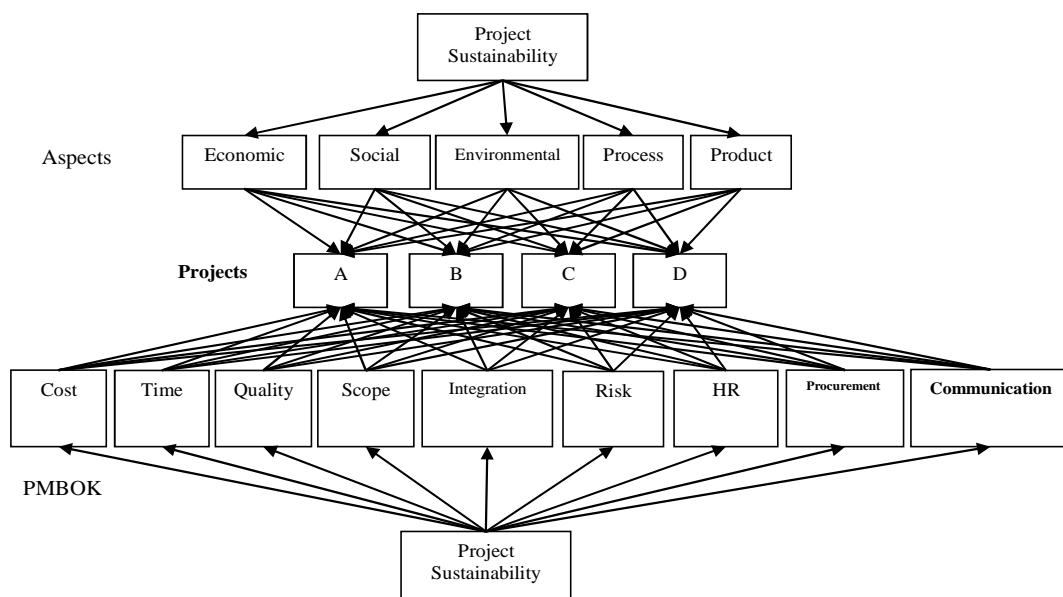 Project
Sustainability
Aspects
Economic
Social
Environmental
Process
Product
Projects
A
B
C
D
Cost
Time
Quality
Scope
Integration
Risk
HR
Procurement
Communication
PMBOK
Project
Sustainability